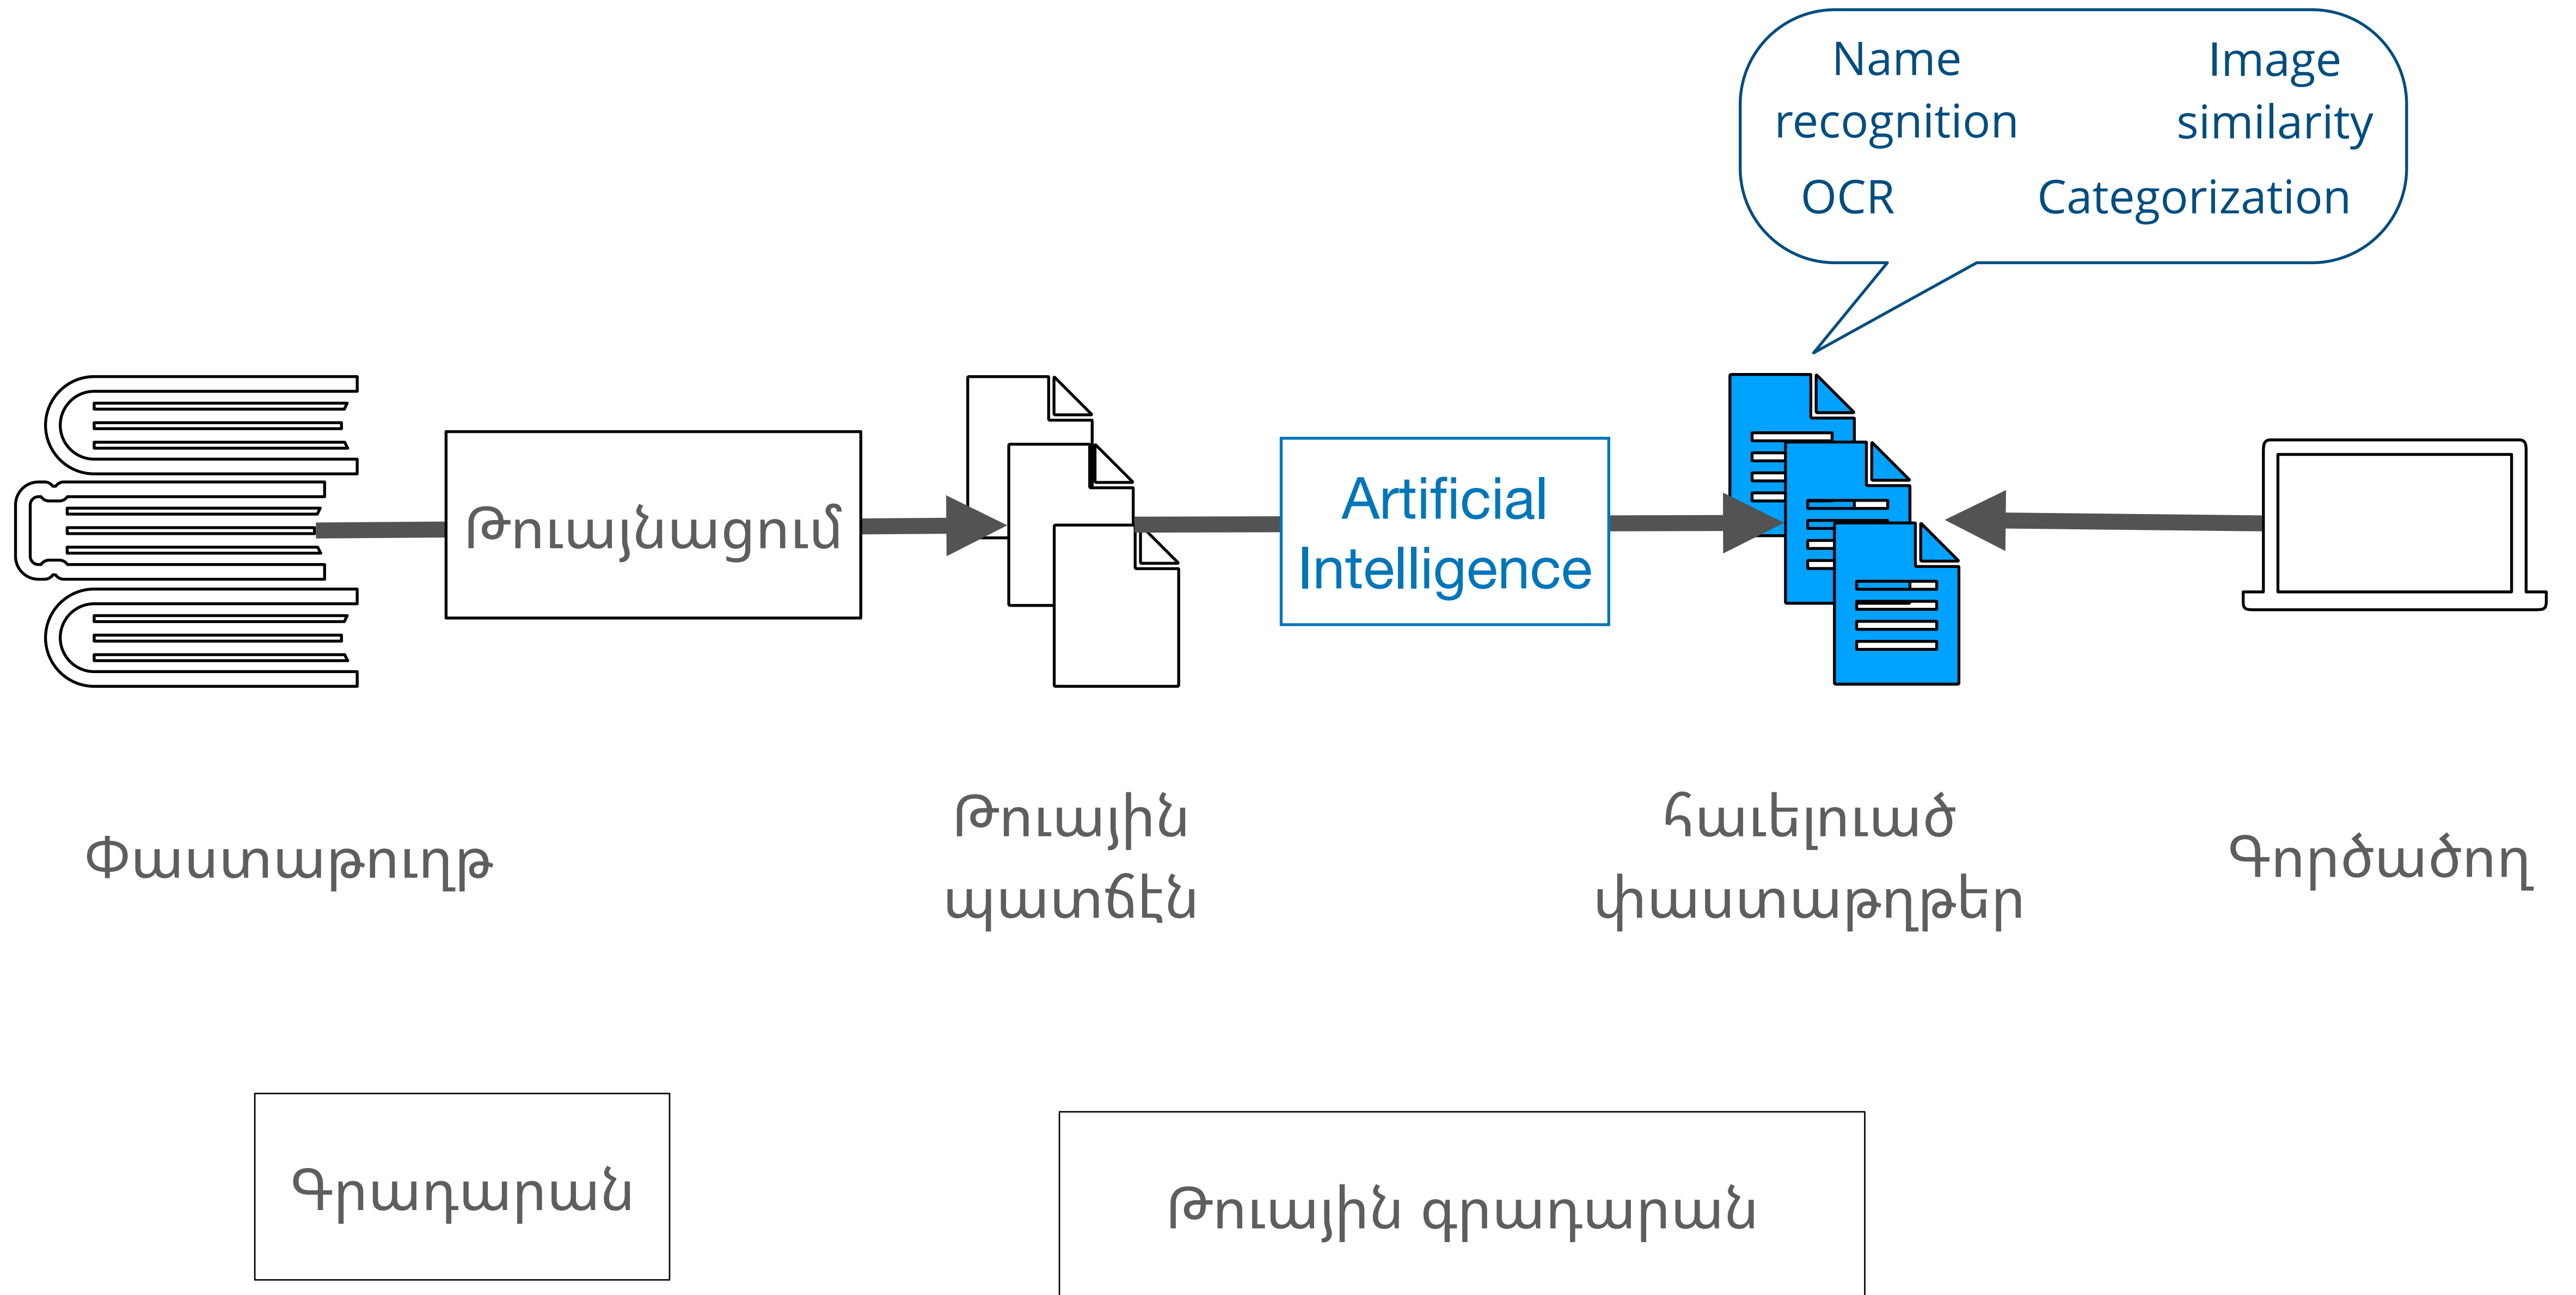 Name
recognition
Image
similarity
OCR
Categorization
Թուայնացում
Artificial
Intelligence
Փաստաթուղթ
Թուային
պատճէն
հաւելուած
փաստաթղթեր
Գործածող
Գրադարան
Թուային գրադարան